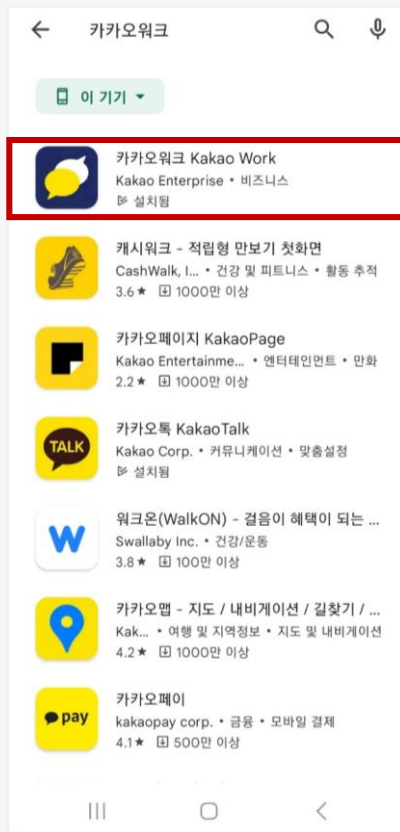 카카오워크
이 기기
카카오워크 Kakao Work
Kakao Enterprise • 비즈니스
설치됨
캐시워크 - 적립형 만보기 첫화면
CashWalk, I... • 건강 및 피트니스 • 활동 추적
3.6★ 1000만 이상
카카오페이지 KakaoPage
Kakao Entertainme... • 엔터테인먼트 • 만화
2.2★ 1000만 이상
TALK
카카오톡 KakaoTalk
Kakao Corp. • 커뮤니케이션 • 맞춤설정
설치됨
W
워크온(WalkON) - 걸음이 혜택이 되는 ...
Swallaby Inc. • 건강/운동
3.8★ 100만 이상
카카오맵 - 지도 / 내비게이션 / 길찾기 / ...
Kak... • 여행 및 지역정보 • 지도 및 내비게이션
4.2★ 1000만 이상
pay
카카오페이
kakaopay corp. • 금융 • 모바일 결제
4.1★ 500만 이상